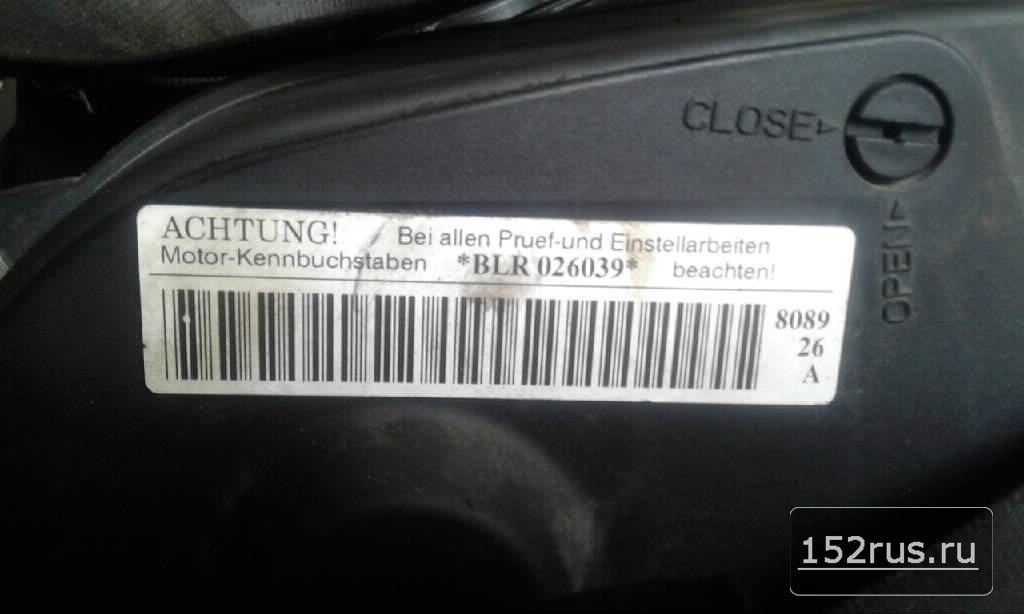 CLOSE
OPEN
ACHTUNG! Bei allen Pruef-und Einstellarbeiten
Motor-Kennbuchstaben *BLR 026039* beachten!
8089
26
A
152rus.ru